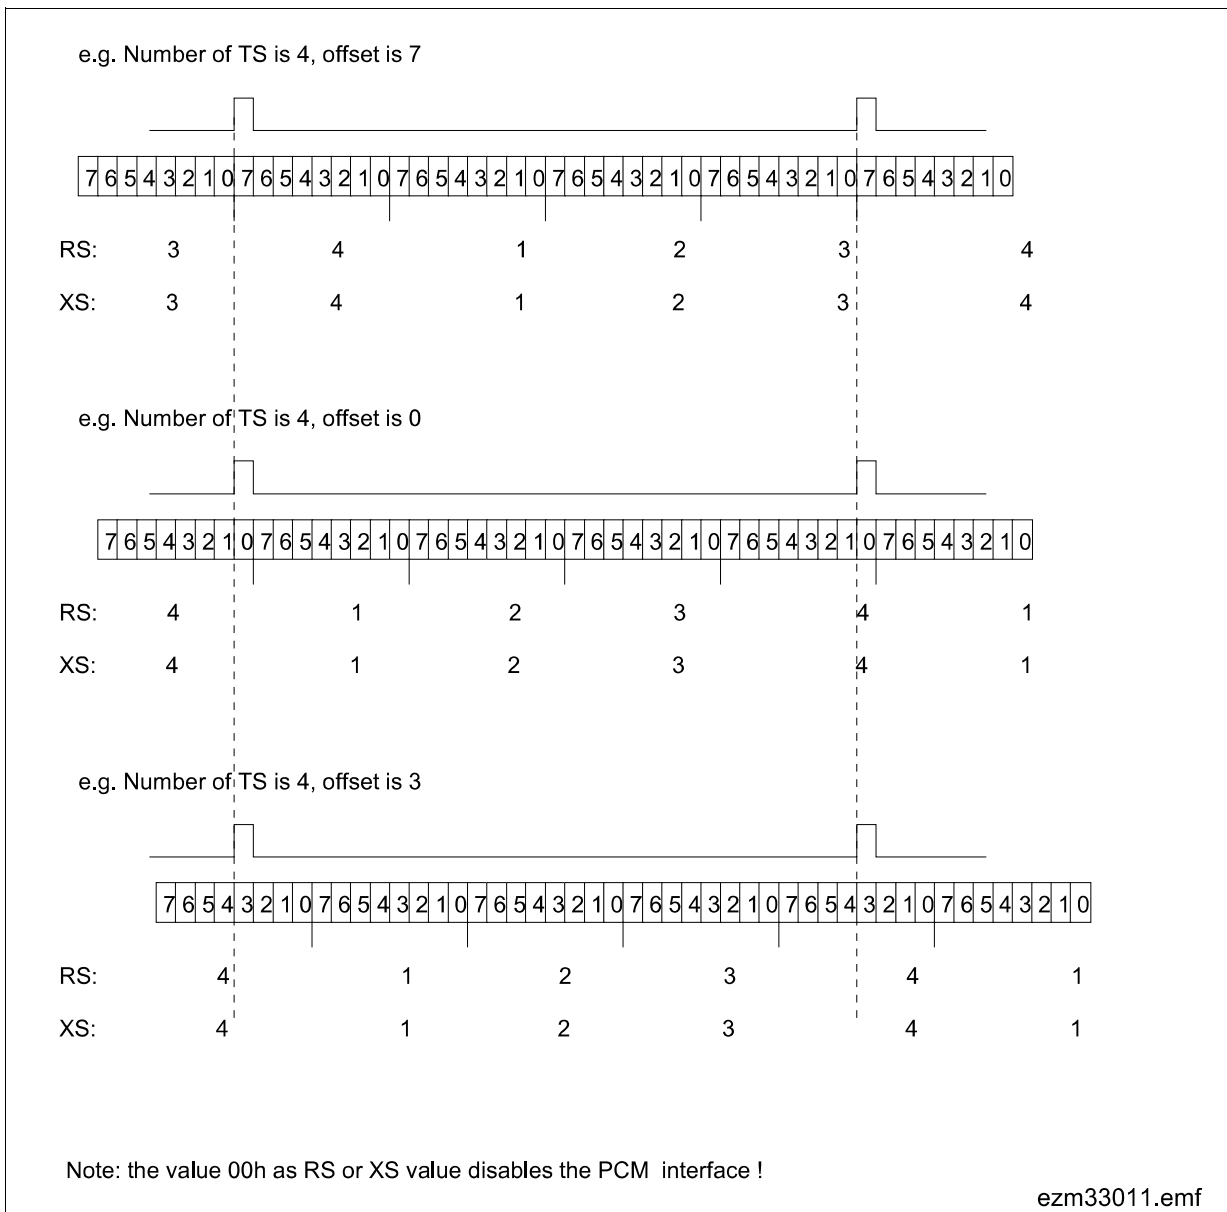 e.g. Number of TS is 4, offset is 7
7 6 5 4 3 2 1 0 7 6 5 4 3 2 1 0 7 6 5 4 3 2 1 0 7 6 5 4 3 2 1 0 7 6 5 4 3 2 1 0 7 6 5 4 3 2 1 0
RS: 3 4 1 2 3 4
XS: 3 4 1 2 3 4
e.g. Number of TS is 4, offset is 0
7 6 5 4 3 2 1 0 7 6 5 4 3 2 1 0 7 6 5 4 3 2 1 0 7 6 5 4 3 2 1 0 7 6 5 4 3 2 1 0 7 6 5 4 3 2 1 0
RS: 4 1 2 3 4 1
XS: 4 1 2 3 4 1
e.g. Number of TS is 4, offset is 3
7 6 5 4 3 2 1 0 7 6 5 4 3 2 1 0 7 6 5 4 3 2 1 0 7 6 5 4 3 2 1 0 7 6 5 4 3 2 1 0 7 6 5 4 3 2 1 0
RS: 4 1 2 3 4 1
XS: 4 1 2 3 4 1
Note: the value 00h as RS or XS value disables the PCM interface !
ezm33011.emf